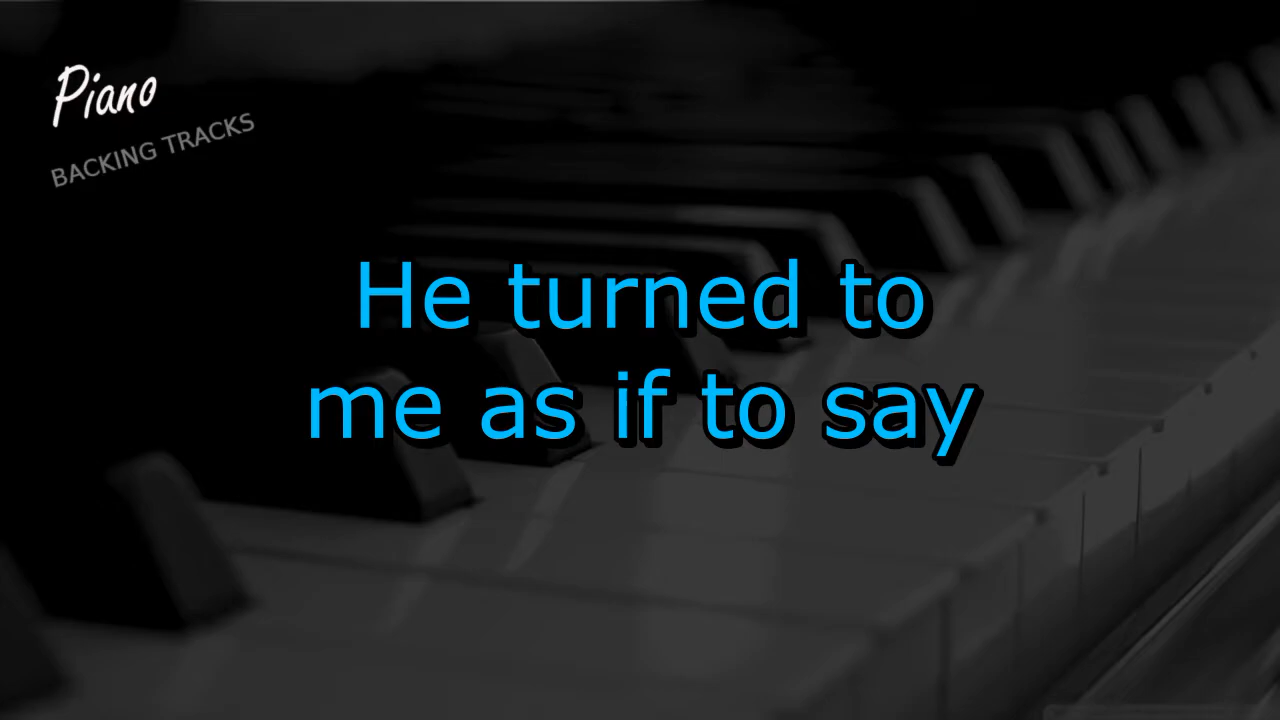 Piano
BACKING TRACKS
He turned to
me as if to say